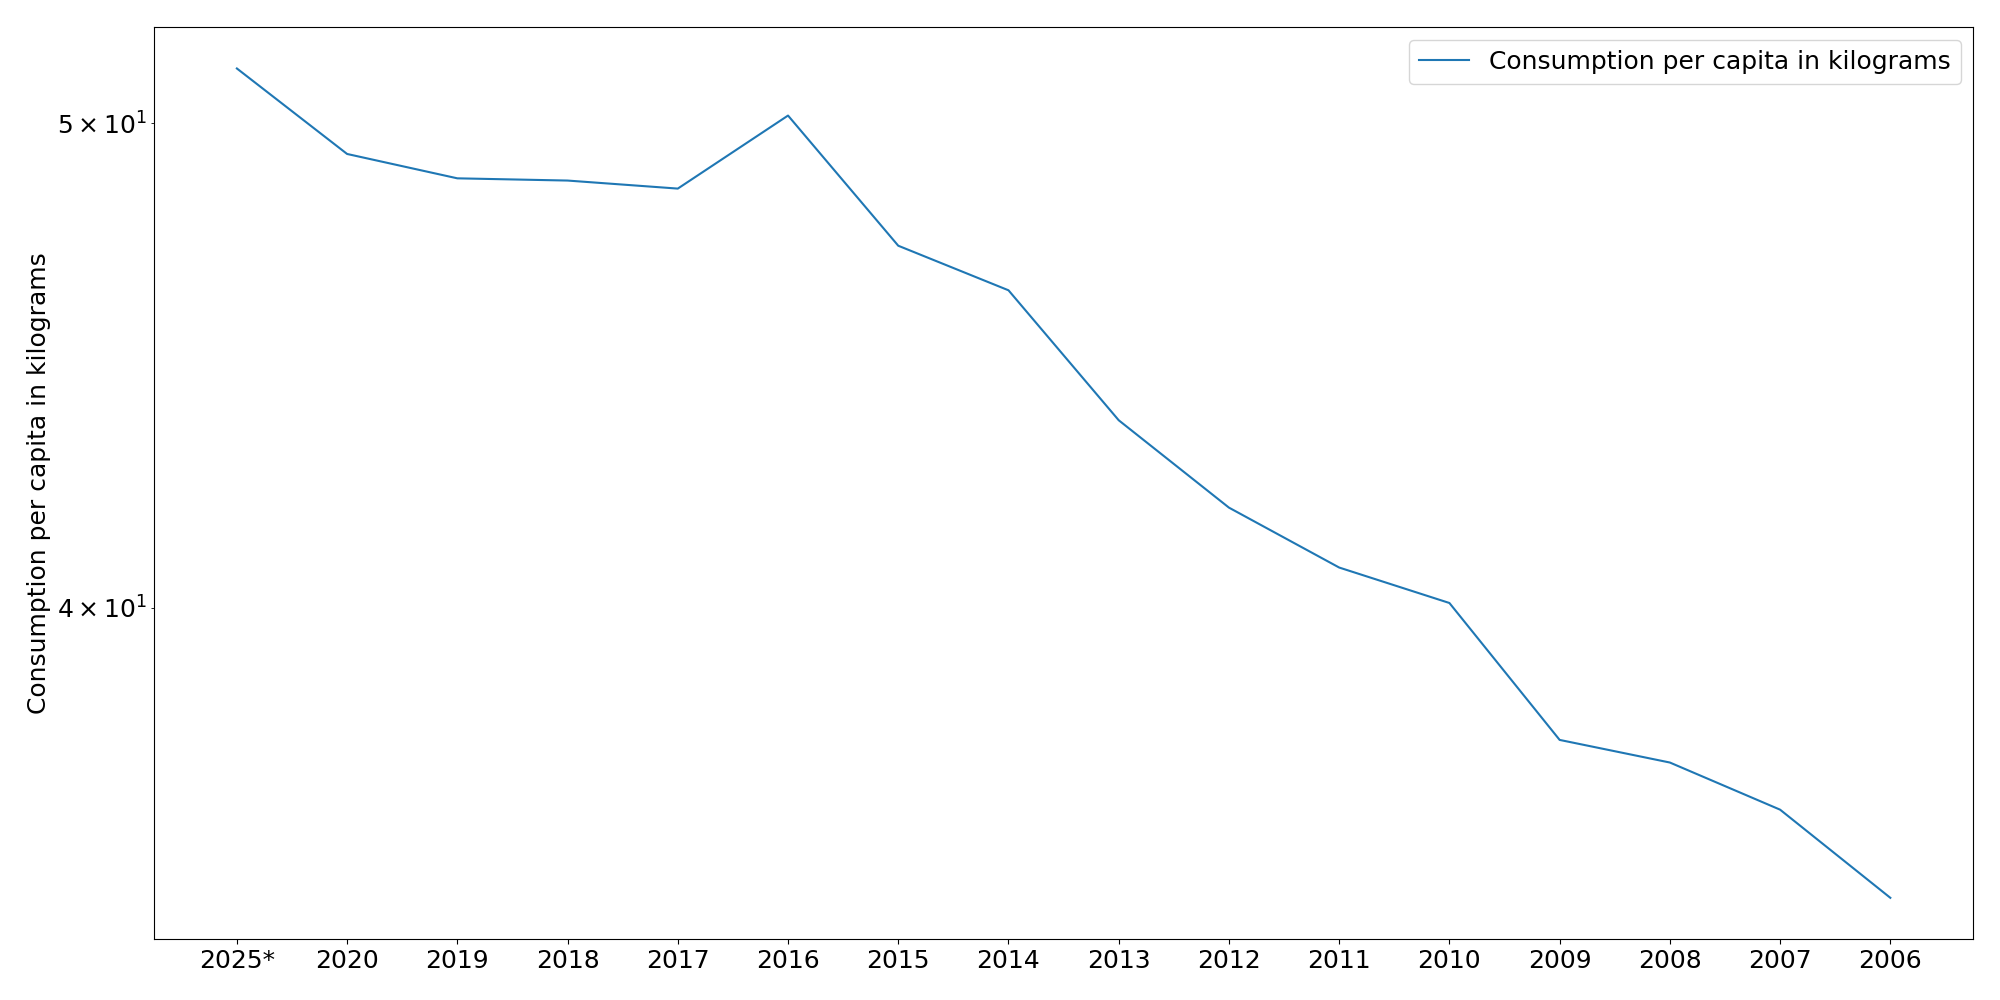 Consumption per capita in kilograms
Consumption per capita in kilograms
5 × 10¹
4 × 10¹
2025* 2020 2019 2018 2017 2016 2015 2014 2013 2012 2011 2010 2009 2008 2007 2006